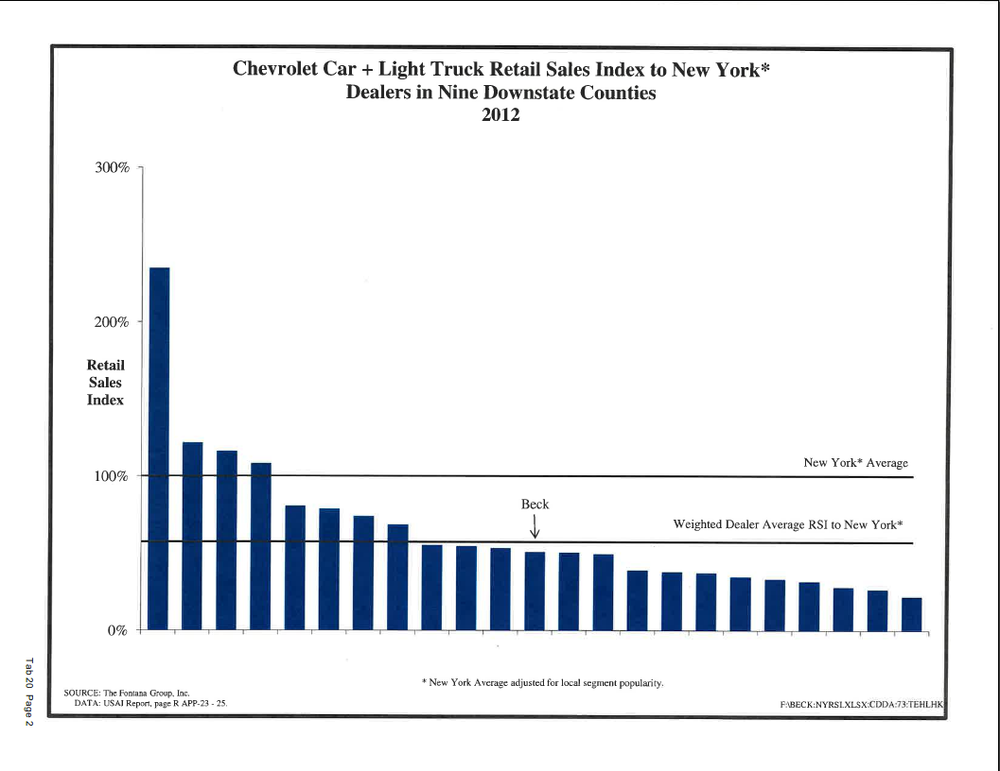 Chevrolet Car + Light Truck Retail Sales Index to New York*
Dealers in Nine Downstate Counties
2012
300%
200%
Retail
Sales
Index
New York* Average
100%
Beck
Weighted Dealer Average RSI to New York*
0%
* New York Average adjusted for local segment popularity.
SOURCE: The Fontana Group, Inc.
DATA: USAI Report, page R APP-23 - 25.
F:\BECK:NYRSI.XLSX:CDDA:73:TEHLHK
Tab 20 Page 2